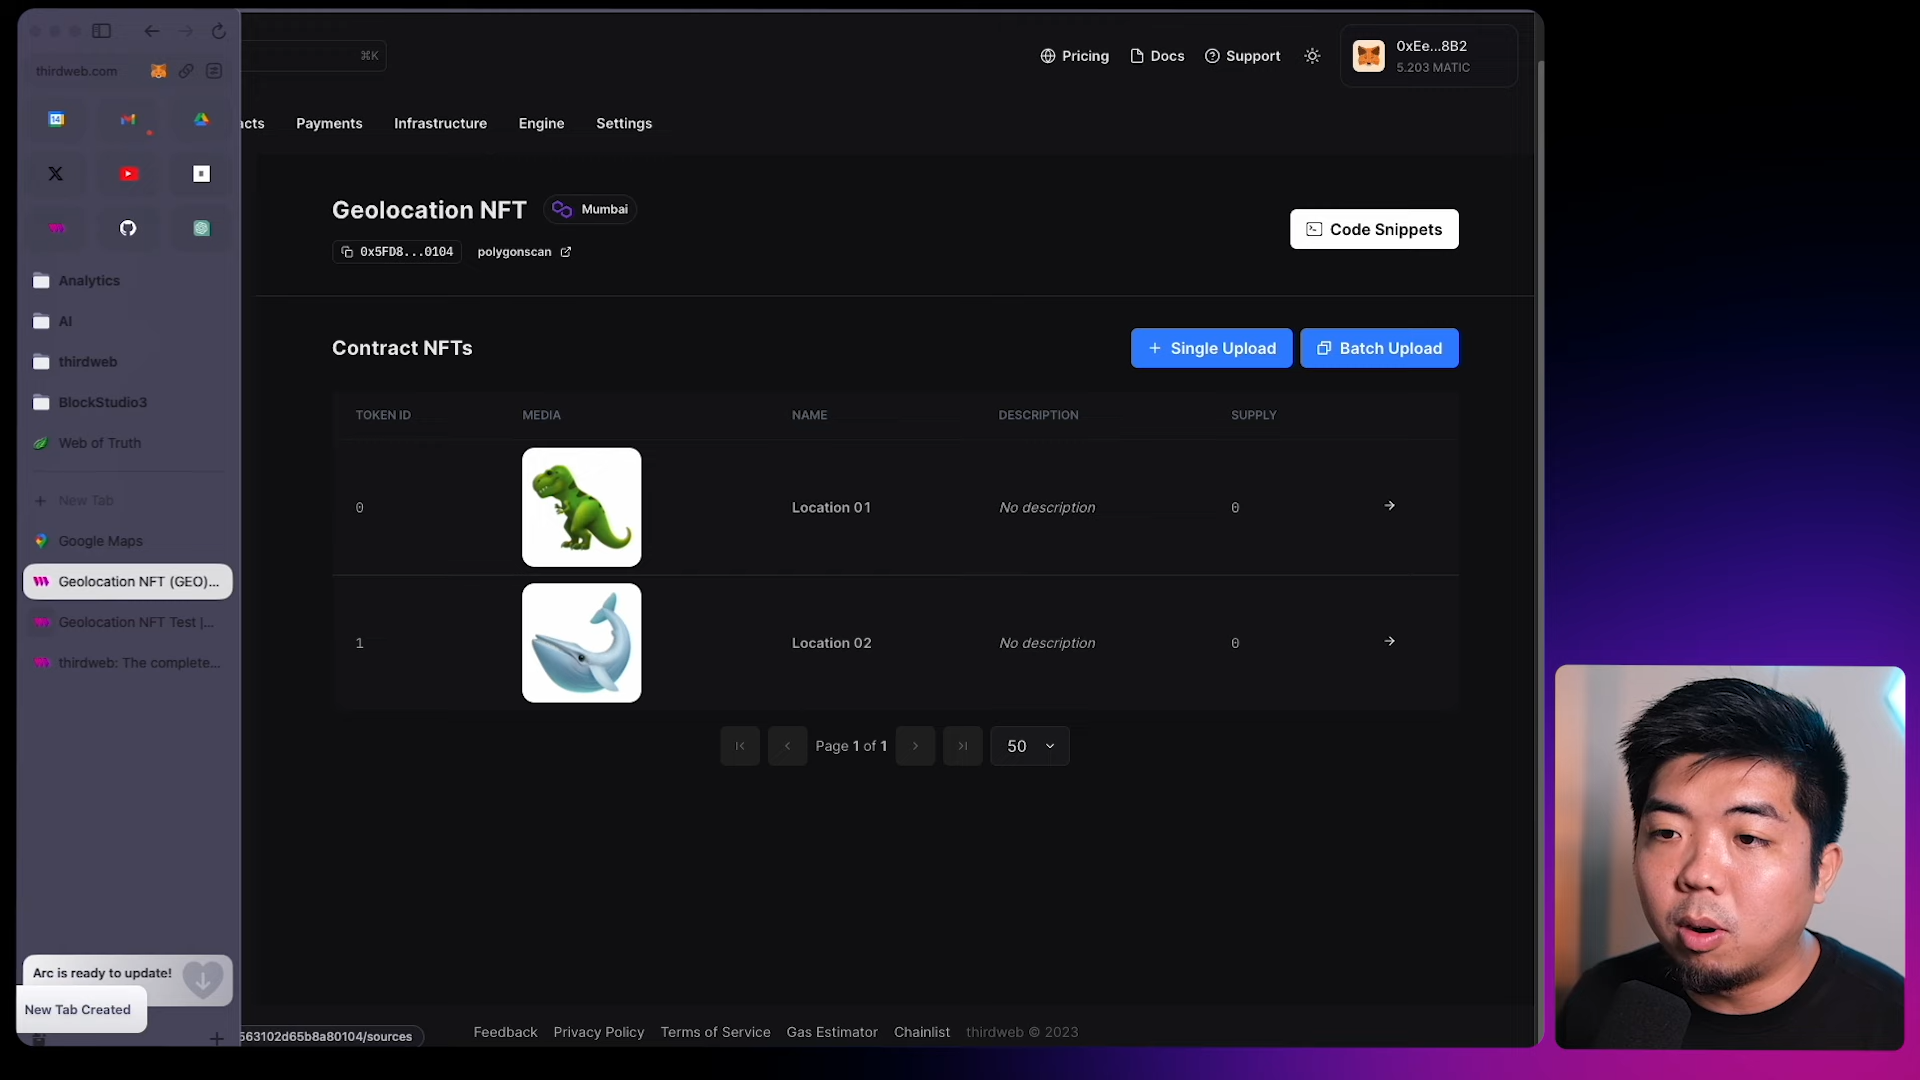 thirdweb.com
14
Analytics
AI
thirdweb
BlockStudio3
Web of Truth
New Tab
Google Maps
Geolocation NFT (GEO)...
Geolocation NFT Test |...
thirdweb: The complete...
Arc is ready to update!
New Tab Created
⌘K
Pricing
Docs
Support
0xEe...8B2
5.203 MATIC
acts
Payments
Infrastructure
Engine
Settings
Geolocation NFT
Mumbai
0x5FD8...0104
polygonscan
Code Snippets
Contract NFTs
+ Single Upload
Batch Upload
TOKEN ID
MEDIA
NAME
DESCRIPTION
SUPPLY
0
Location 01
No description
0
1
Location 02
No description
0
Page 1 of 1
50
563102d65b8a80104/sources
Feedback
Privacy Policy
Terms of Service
Gas Estimator
Chainlist
thirdweb © 2023